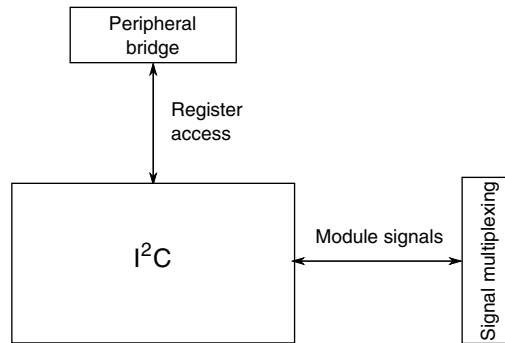 Peripheral
bridge
Register
access
I²C
Module signals
Signal multiplexing